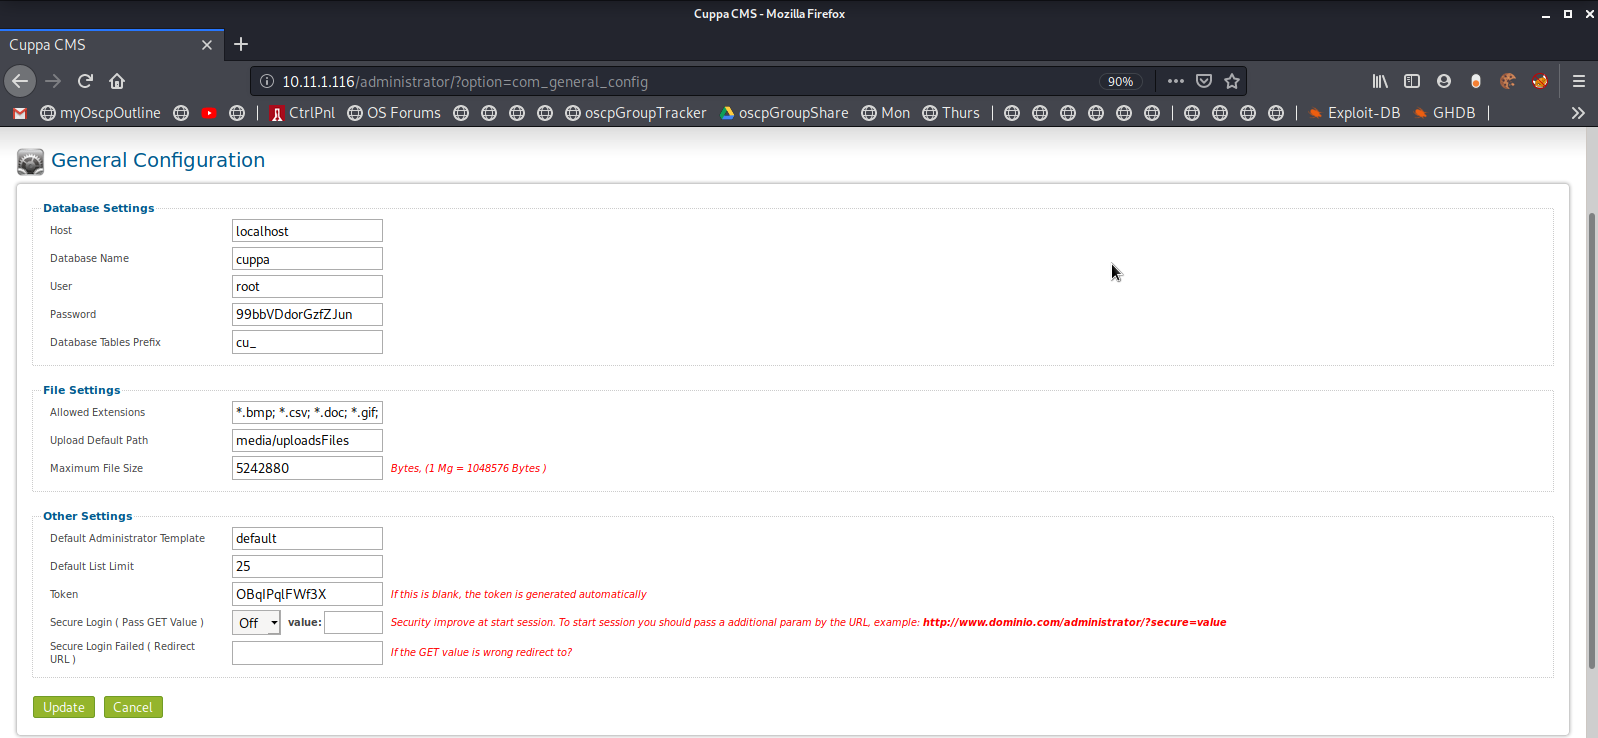 Cuppa CMS - Mozilla Firefox
Cuppa CMS
10.11.1.116/administrator/?option=com_general_config 90%
myOscpOutline CtrlPnl OS Forums oscpGroupTracker oscpGroupShare Mon Thurs Exploit-DB GHDB
General Configuration
Database Settings
Host localhost
Database Name cuppa
User root
Password 99bbVDdorGzfZJun
Database Tables Prefix cu_
File Settings
Allowed Extensions *.bmp; *.csv; *.doc; *.gif;
Upload Default Path media/uploadsFiles
Maximum File Size 5242880 Bytes, (1 Mg = 1048576 Bytes )
Other Settings
Default Administrator Template default
Default List Limit 25
Token OBqIPqlFWf3X If this is blank, the token is generated automatically
Secure Login ( Pass GET Value ) Off value: Security improve at start session. To start session you should pass a additional param by the URL, example: http://www.dominio.com/administrator/?secure=value
Secure Login Failed ( Redirect
URL ) If the GET value is wrong redirect to?
Update Cancel